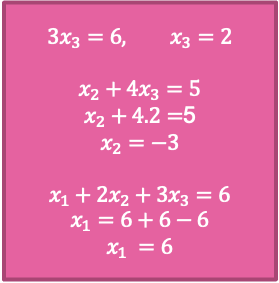 3x₃ = 6, x₃ = 2
x₂ + 4x₃ = 5
x₂ + 4.2 =5
x₂ = −3
x₁ + 2x₂ + 3x₃ = 6
x₁ = 6 + 6 − 6
x₁ = 6